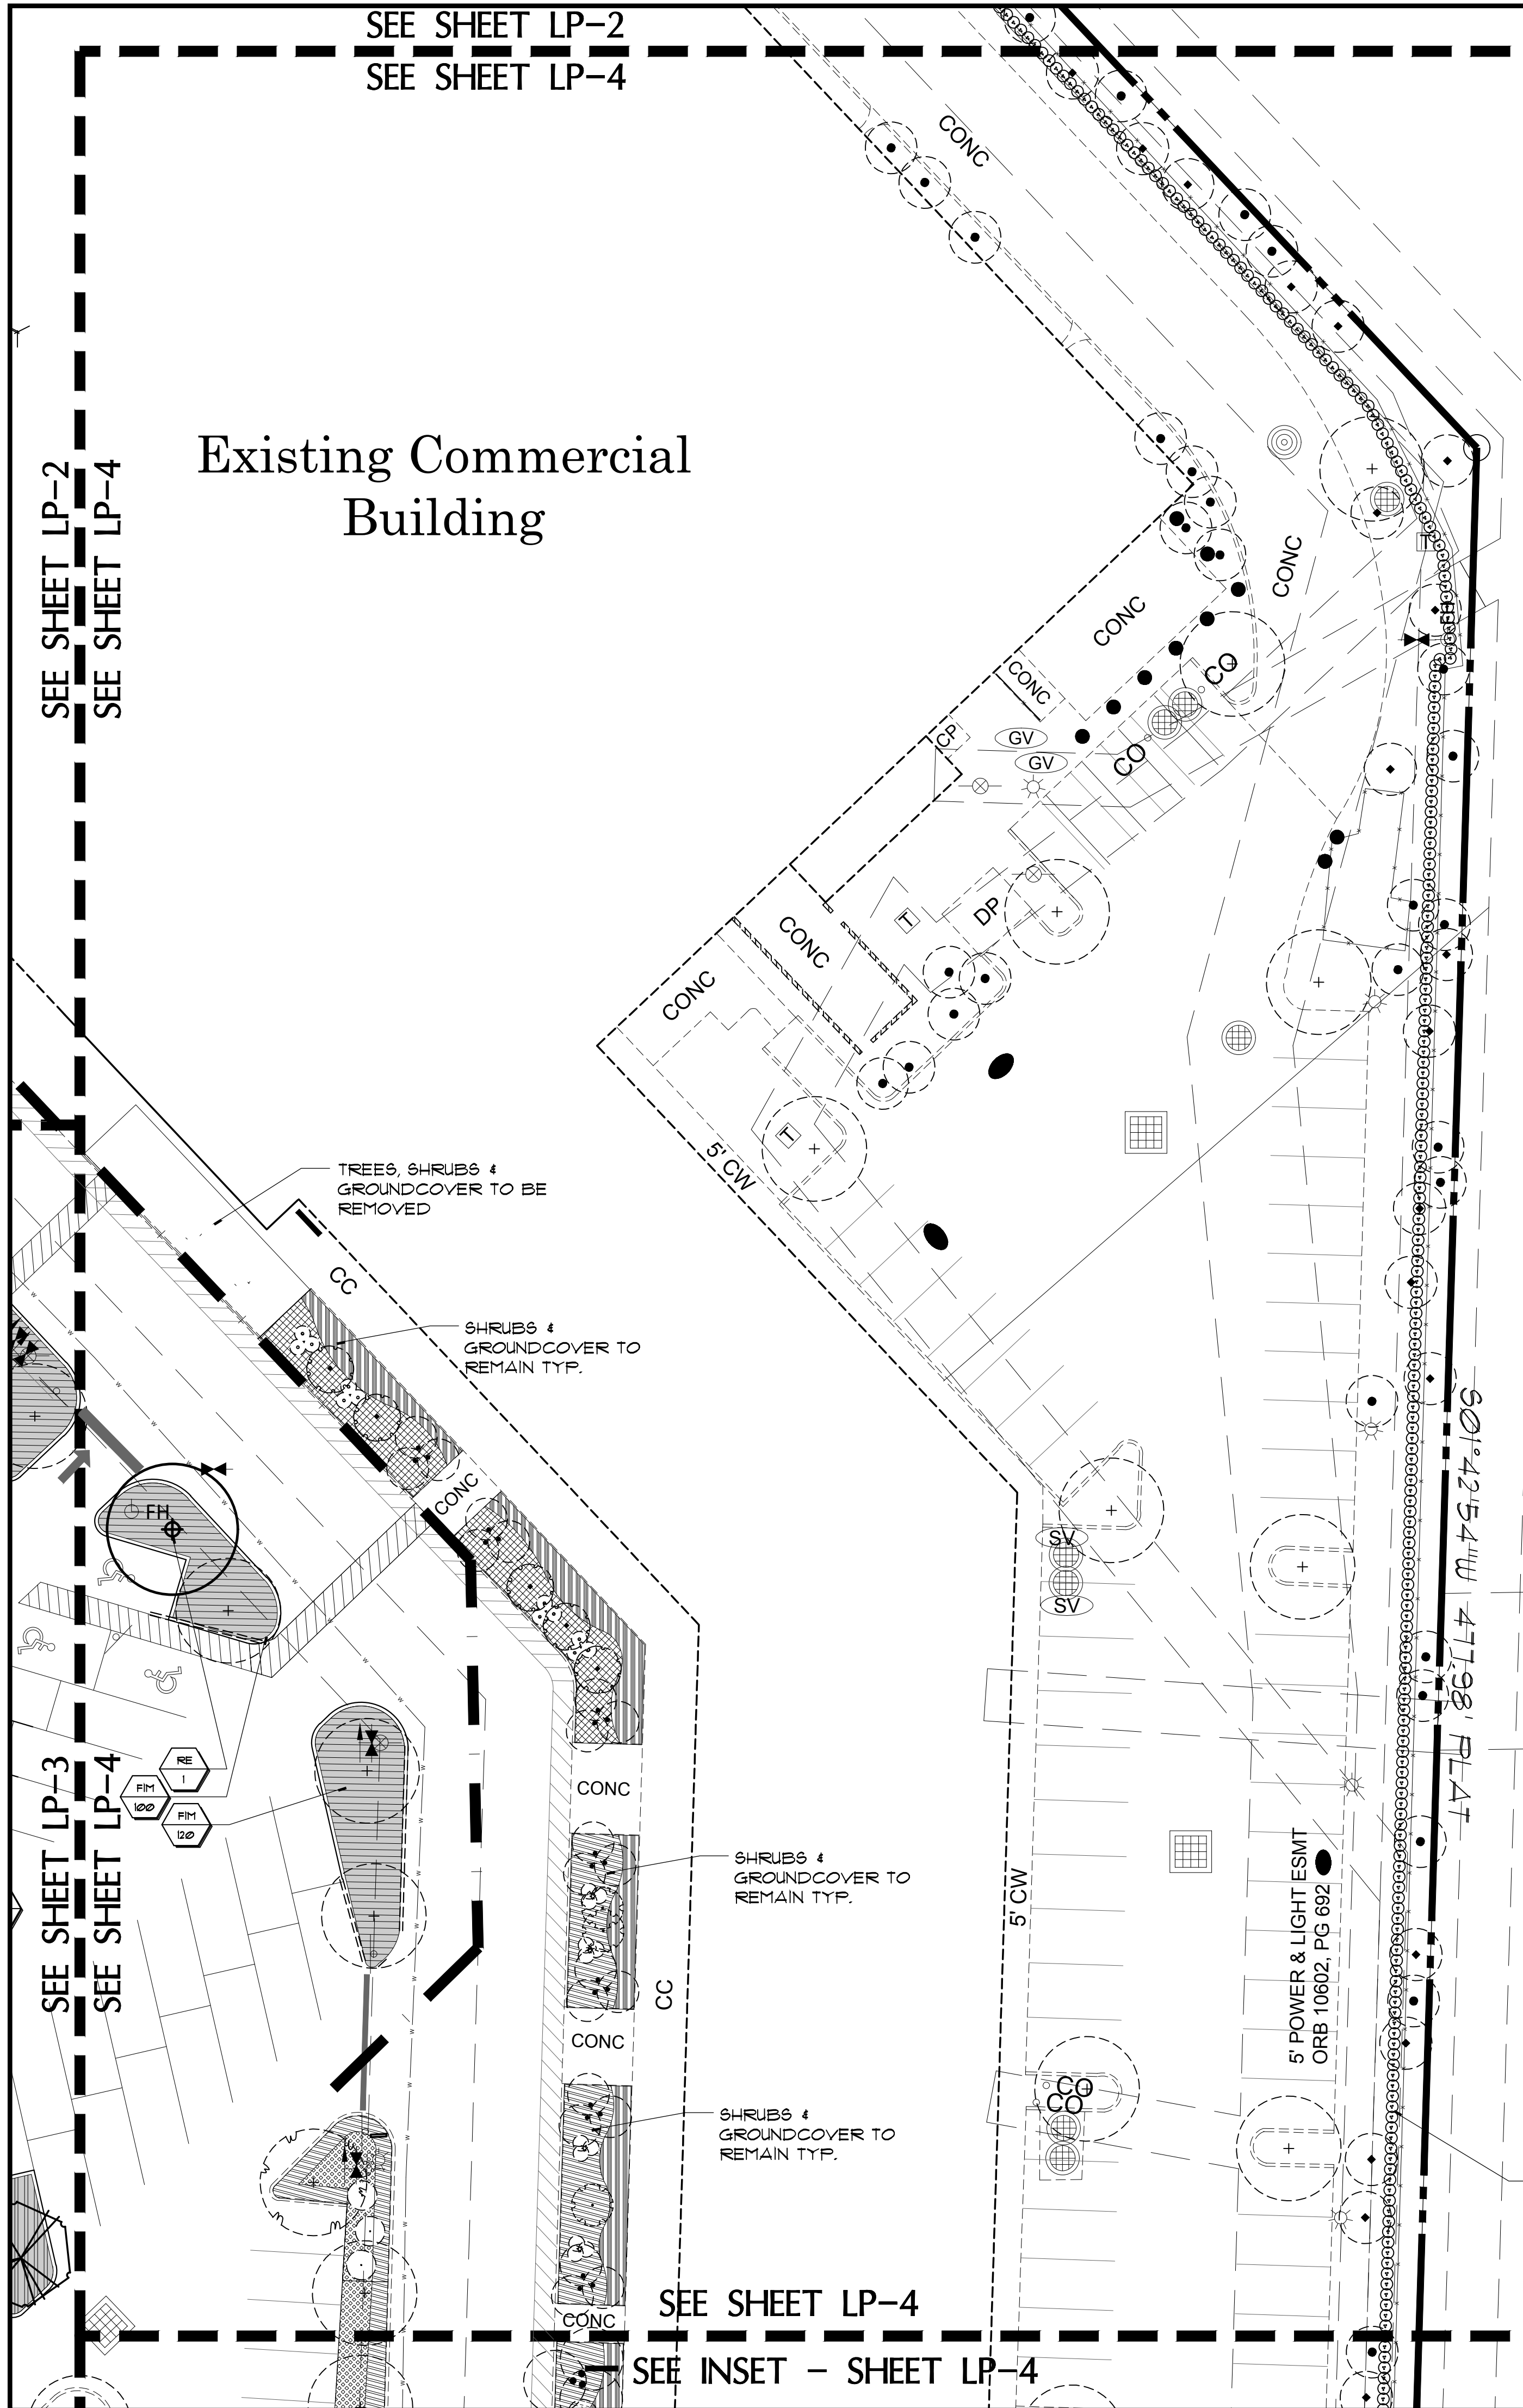 SEE SHEET LP-2
SEE SHEET LP-4
CONC
Existing Commercial
Building
SEE SHEET LP-2
SEE SHEET LP-4
CONC
T
CONC
CO
CONC
CP
GV
GV
CO
DP
T
CONC
CONC
T
5' CW
TREES, SHRUBS &
GROUNDCOVER TO BE
REMOVED
CC
SHRUBS &
GROUNDCOVER TO
REMAIN TYP.
CONC
FH
SV
SV
S01°42'54"W 477.98' PLAT
RE
1
FIM
100
FIM
120
SEE SHEET LP-3
SEE SHEET LP-4
CONC
SHRUBS &
GROUNDCOVER TO
REMAIN TYP.
5' CW
5' POWER & LIGHT ESMT
ORB 10602, PG 692
CC
CONC
CO
CO
SHRUBS &
GROUNDCOVER TO
REMAIN TYP.
SEE SHEET LP-4
CONC
SEE INSET - SHEET LP-4